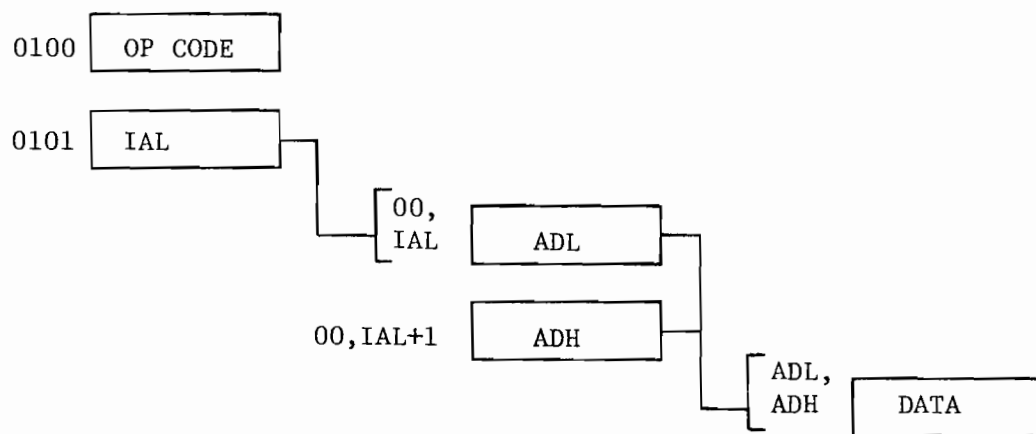 0100 OP CODE
0101 IAL
00,
IAL ADL
00,IAL+1 ADH
ADL,
ADH DATA